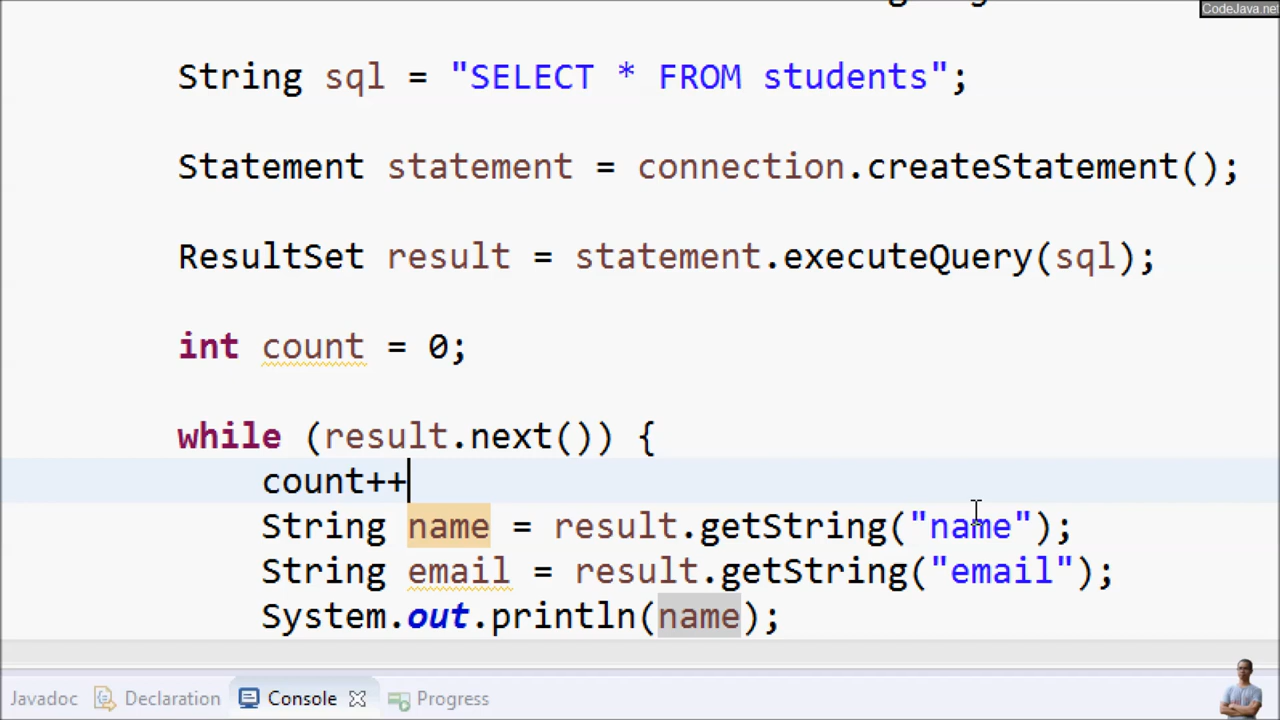 CodeJava.net
String sql = "SELECT * FROM students";
Statement statement = connection.createStatement();
ResultSet result = statement.executeQuery(sql);
int count = 0;
while (result.next()) {
count++
String name = result.getString("name");
String email = result.getString("email");
System.out.println(name);
Javadoc Declaration Console Progress